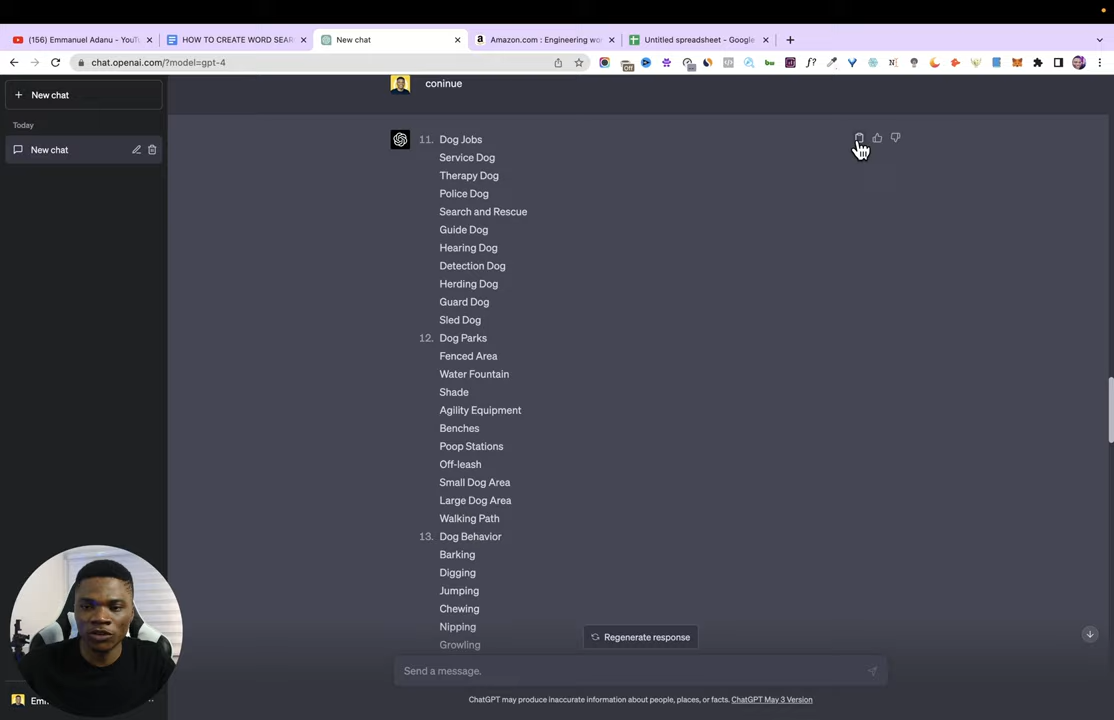 (156) Emmanuel Adanu - YouTu
HOW TO CREATE WORD SEAR
New chat
Amazon.com : Engineering wo
Untitled spreadsheet - Google
chat.openai.com/?model=gpt-4
Off
New chat
Today
New chat
coninue
11. Dog Jobs
Service Dog
Therapy Dog
Police Dog
Search and Rescue
Guide Dog
Hearing Dog
Detection Dog
Herding Dog
Guard Dog
Sled Dog
12. Dog Parks
Fenced Area
Water Fountain
Shade
Agility Equipment
Benches
Poop Stations
Off-leash
Small Dog Area
Large Dog Area
Walking Path
13. Dog Behavior
Barking
Digging
Jumping
Chewing
Nipping
Growling
Regenerate response
Send a message.
ChatGPT may produce inaccurate information about people, places, or facts. ChatGPT May 3 Version